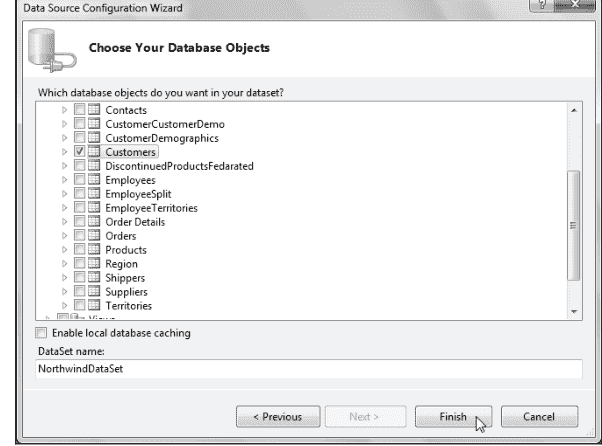 Data Source Configuration Wizard
Choose Your Database Objects
Which database objects do you want in your dataset?
Contacts
CustomerCustomerDemo
CustomerDemographics
Customers
DiscontinuedProductsFedarated
Employees
EmployeeSplit
EmployeeTerritories
Order Details
Orders
Products
Region
Shippers
Suppliers
Territories
Views
Enable local database caching
DataSet name:
NorthwindDataSet
< Previous
Next >
Finish
Cancel